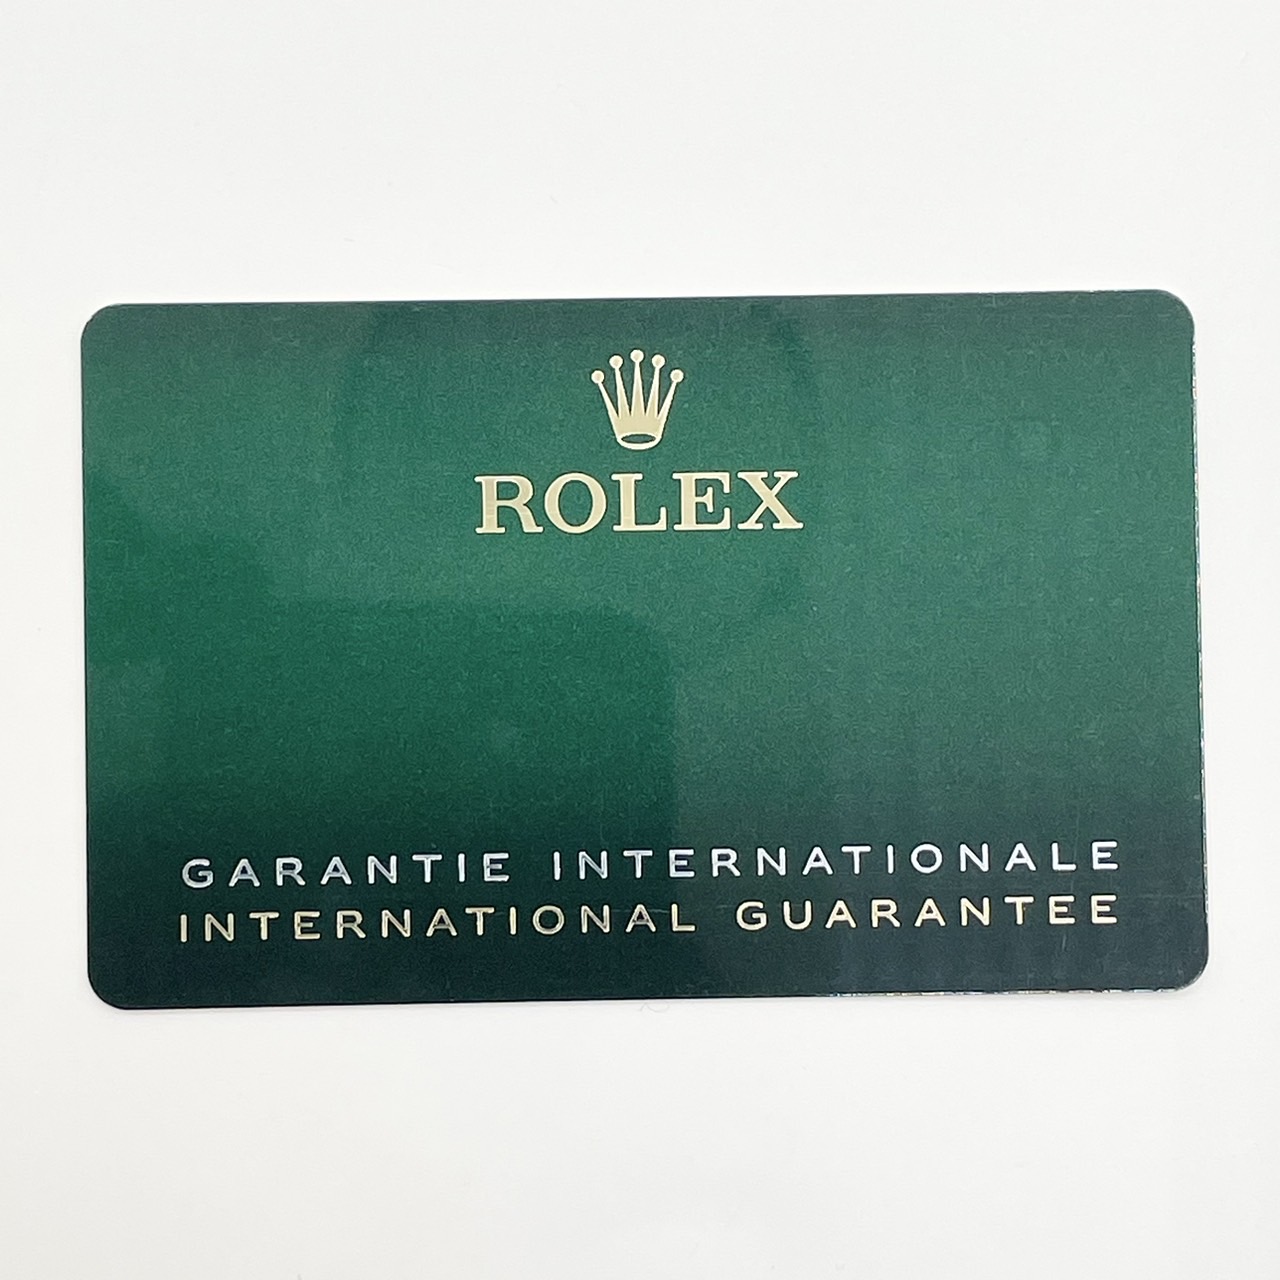 ROLEX
GARANTIE INTERNATIONALE
INTERNATIONAL GUARANTEE